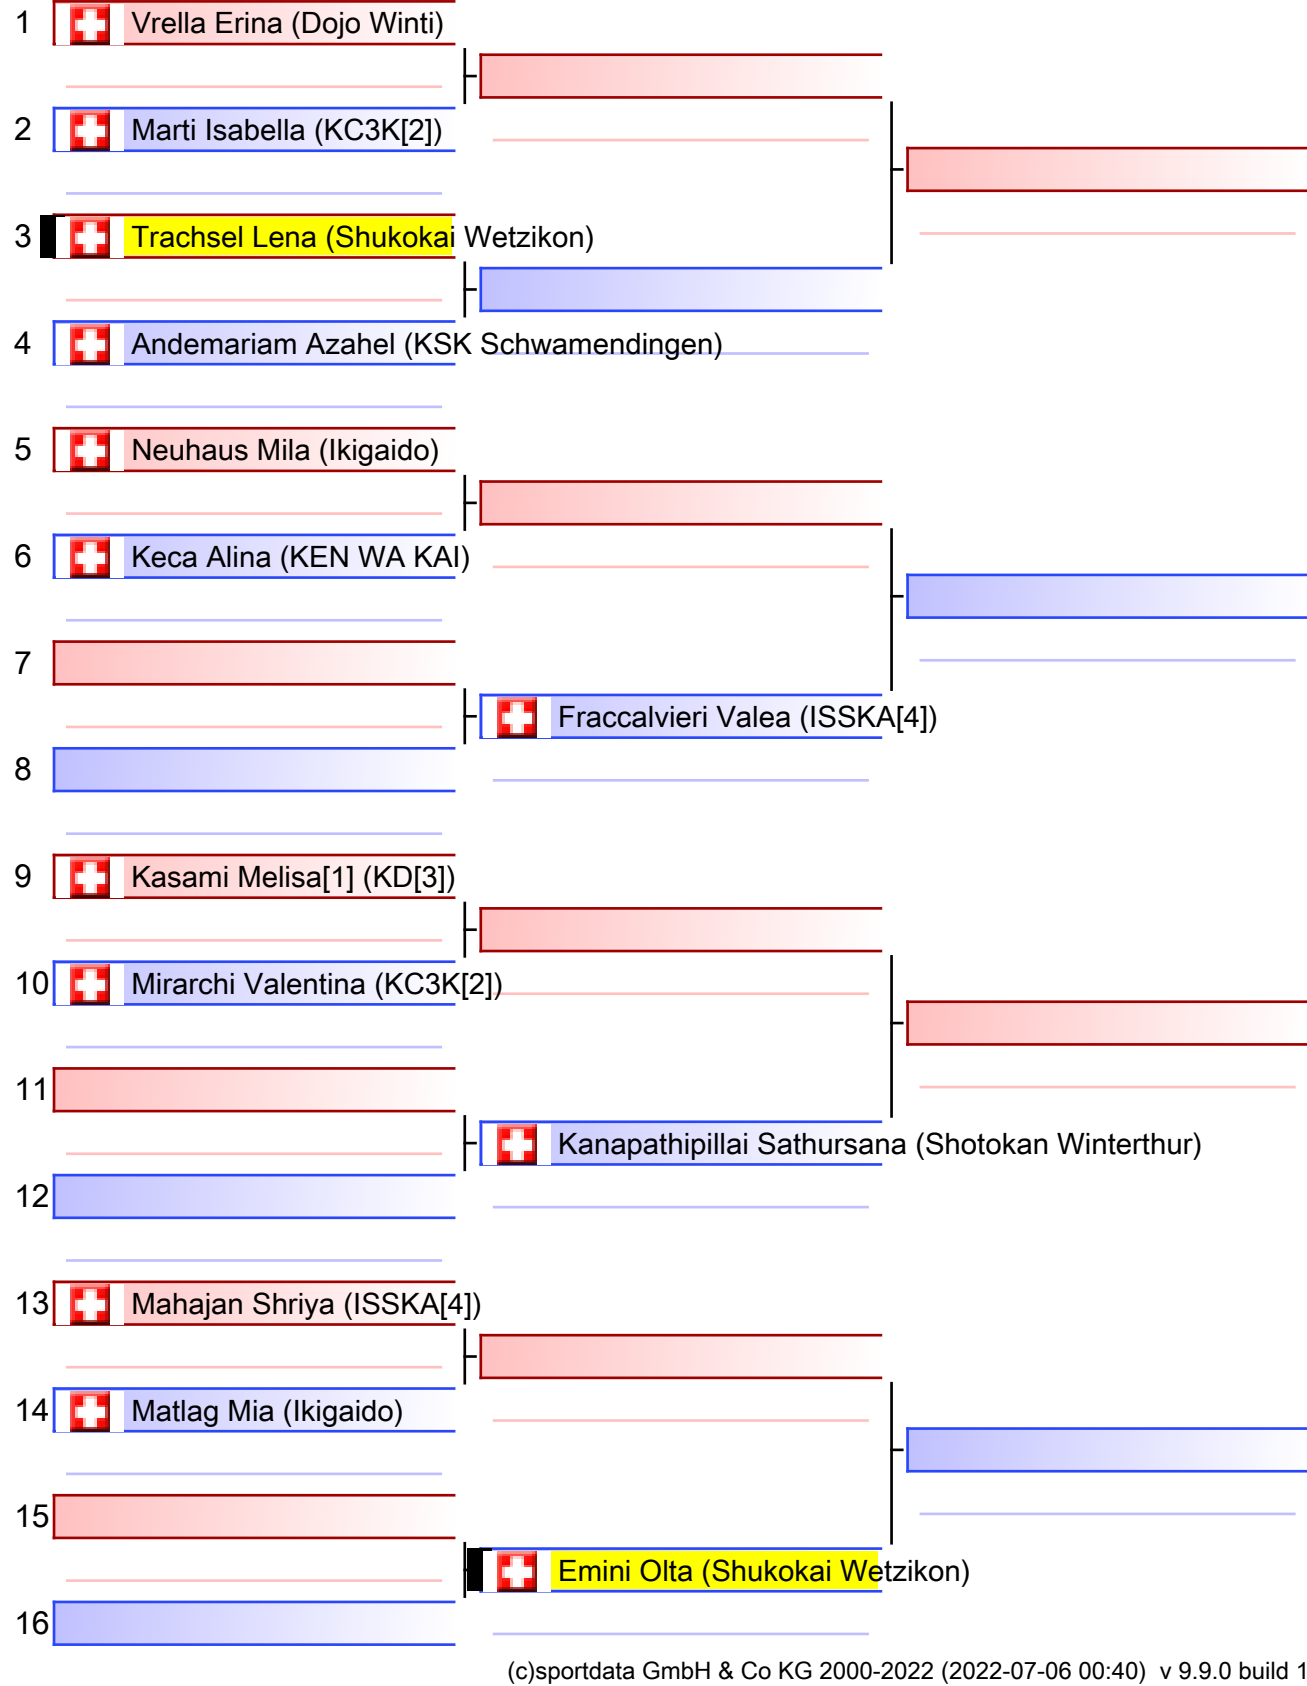 1 Vrella Erina (Dojo Winti)
2 Marti Isabella (KC3K[2])
3 Trachsel Lena (Shukokai Wetzikon)
4 Andemariam Azahel (KSK Schwamendingen)
5 Neuhaus Mila (Ikigaido)
6 Keca Alina (KEN WA KAI)
7
Fraccalvieri Valea (ISSKA[4])
8
9 Kasami Melisa[1] (KD[3])
10 Mirarchi Valentina (KC3K[2])
11
Kanapathipillai Sathursana (Shotokan Winterthur)
12
13 Mahajan Shriya (ISSKA[4])
14 Matlag Mia (Ikigaido)
15
Emini Olta (Shukokai Wetzikon)
16
(c)sportdata GmbH & Co KG 2000-2022 (2022-07-06 00:40) v 9.9.0 build 1